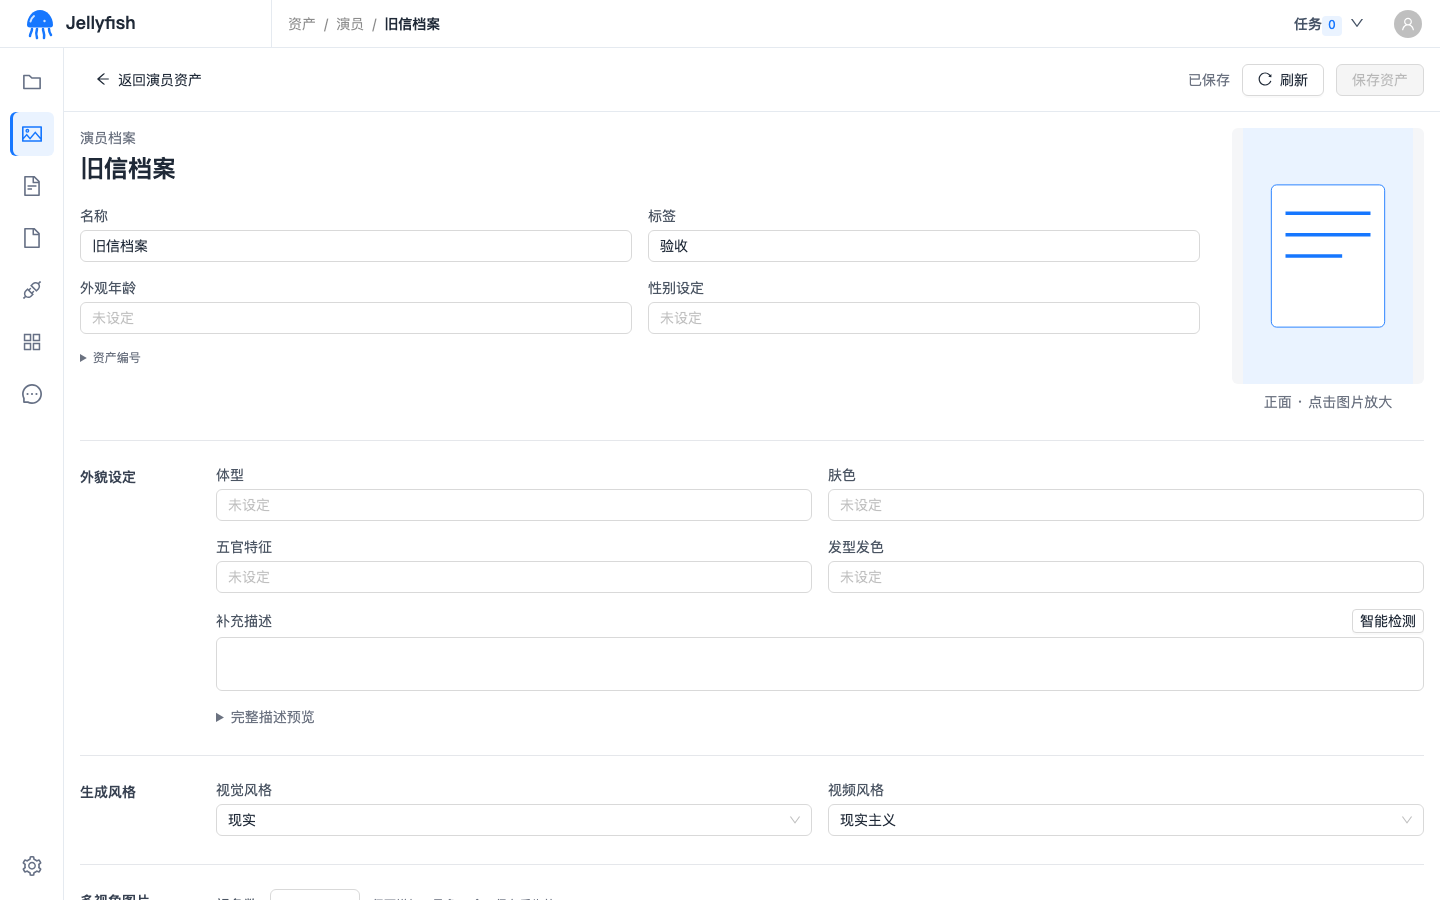 Jellyfish
资产 / 演员 / 旧信档案
任务 0
返回演员资产
已保存
刷新
保存资产
演员档案
旧信档案
名称
标签
旧信档案
验收
外观年龄
性别设定
未设定
未设定
资产编号
正面 · 点击图片放大
外貌设定
体型
肤色
未设定
未设定
五官特征
发型发色
未设定
未设定
补充描述
智能检测
完整描述预览
生成风格
视觉风格
视频风格
现实
现实主义
多视角图片